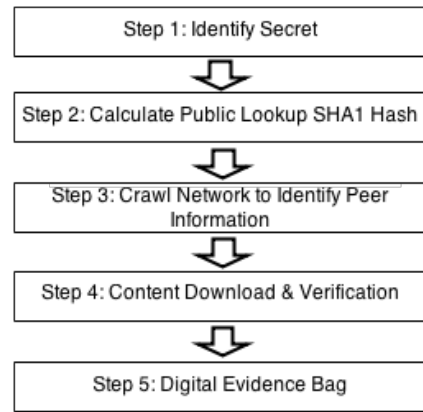 Step 1: Identify Secret
Step 2: Calculate Public Lookup SHA1 Hash
Step 3: Crawl Network to Identify Peer
Information
Step 4: Content Download & Verification
Step 5: Digital Evidence Bag